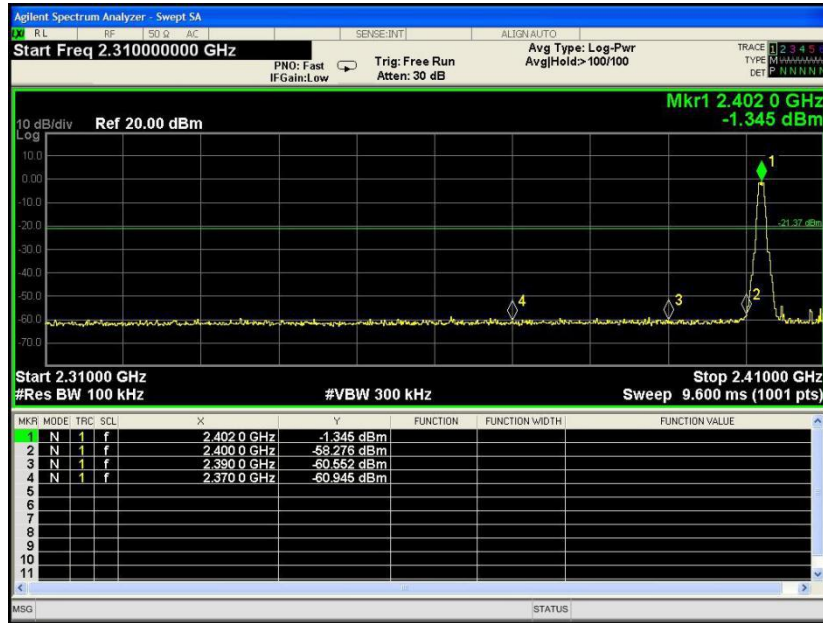 Agilent Spectrum Analyzer - Swept SA
LXI RL RF 50 Ω AC SENSE:INT ALIGN AUTO
Start Freq 2.310000000 GHz
PNO: Fast
IFGain:Low
Trig: Free Run
Atten: 30 dB
Avg Type: Log-Pwr
Avg|Hold:> 100/100
TRACE 1 2 3 4 5 6
TYPE M
DET P N N N N N
Mkr1 2.402 0 GHz
-1.345 dBm
10 dB/div Ref 20.00 dBm
Log
10.0
0.00
-10.0
-20.0
-30.0
-40.0
-50.0
-60.0
-70.0
1
-21.37 dBm
4
3
2
Start 2.31000 GHz Stop 2.41000 GHz
#Res BW 100 kHz #VBW 300 kHz Sweep 9.600 ms (1001 pts)
MKR MODE TRC SCL X Y FUNCTION FUNCTION WIDTH FUNCTION VALUE
1 N 1 f 2.402 0 GHz -1.345 dBm
2 N 1 f 2.400 0 GHz -58.276 dBm
3 N 1 f 2.390 0 GHz -60.552 dBm
4 N 1 f 2.370 0 GHz -60.945 dBm
5
6
7
8
9
10
11
MSG STATUS